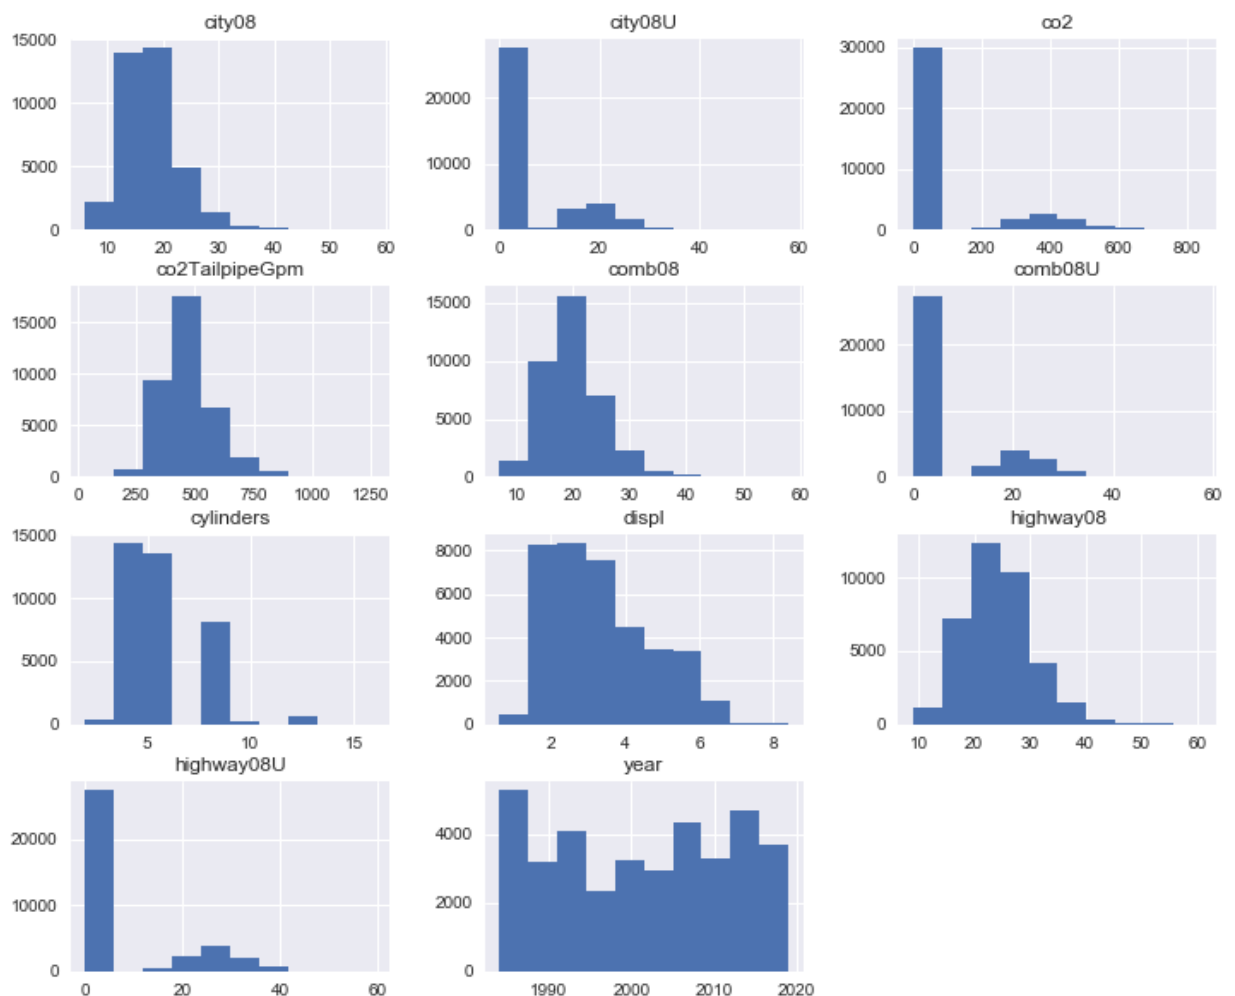 city08 city08U co2
15000 30000
20000
10000 20000
10000
5000 10000
0 0 0
10 20 30 40 50 60 0 20 40 60 0 200 400 600 800
co2TailpipeGpm comb08 comb08U
15000 15000
20000
10000 10000
10000
5000 5000
0 0 0
0 250 500 750 1000 1250 10 20 30 40 50 60 0 20 40 60
cylinders displ highway08
15000 8000
10000
10000 6000
4000 5000
5000
2000
0 0 0
5 10 15 2 4 6 8 10 20 30 40 50 60
highway08U year
20000 4000
10000 2000
0 0
0 20 40 60 1990 2000 2010 2020